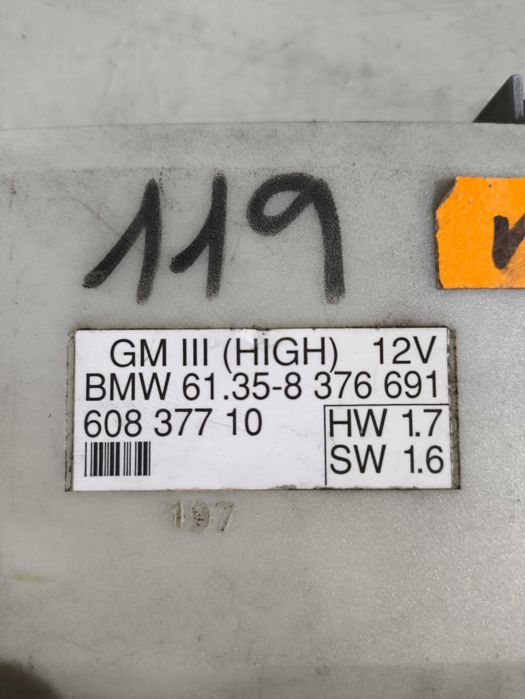 119
GM III (HIGH) 12V
BMW 61.35-8 376 691
608 377 10
HW 1.7
SW 1.6
197